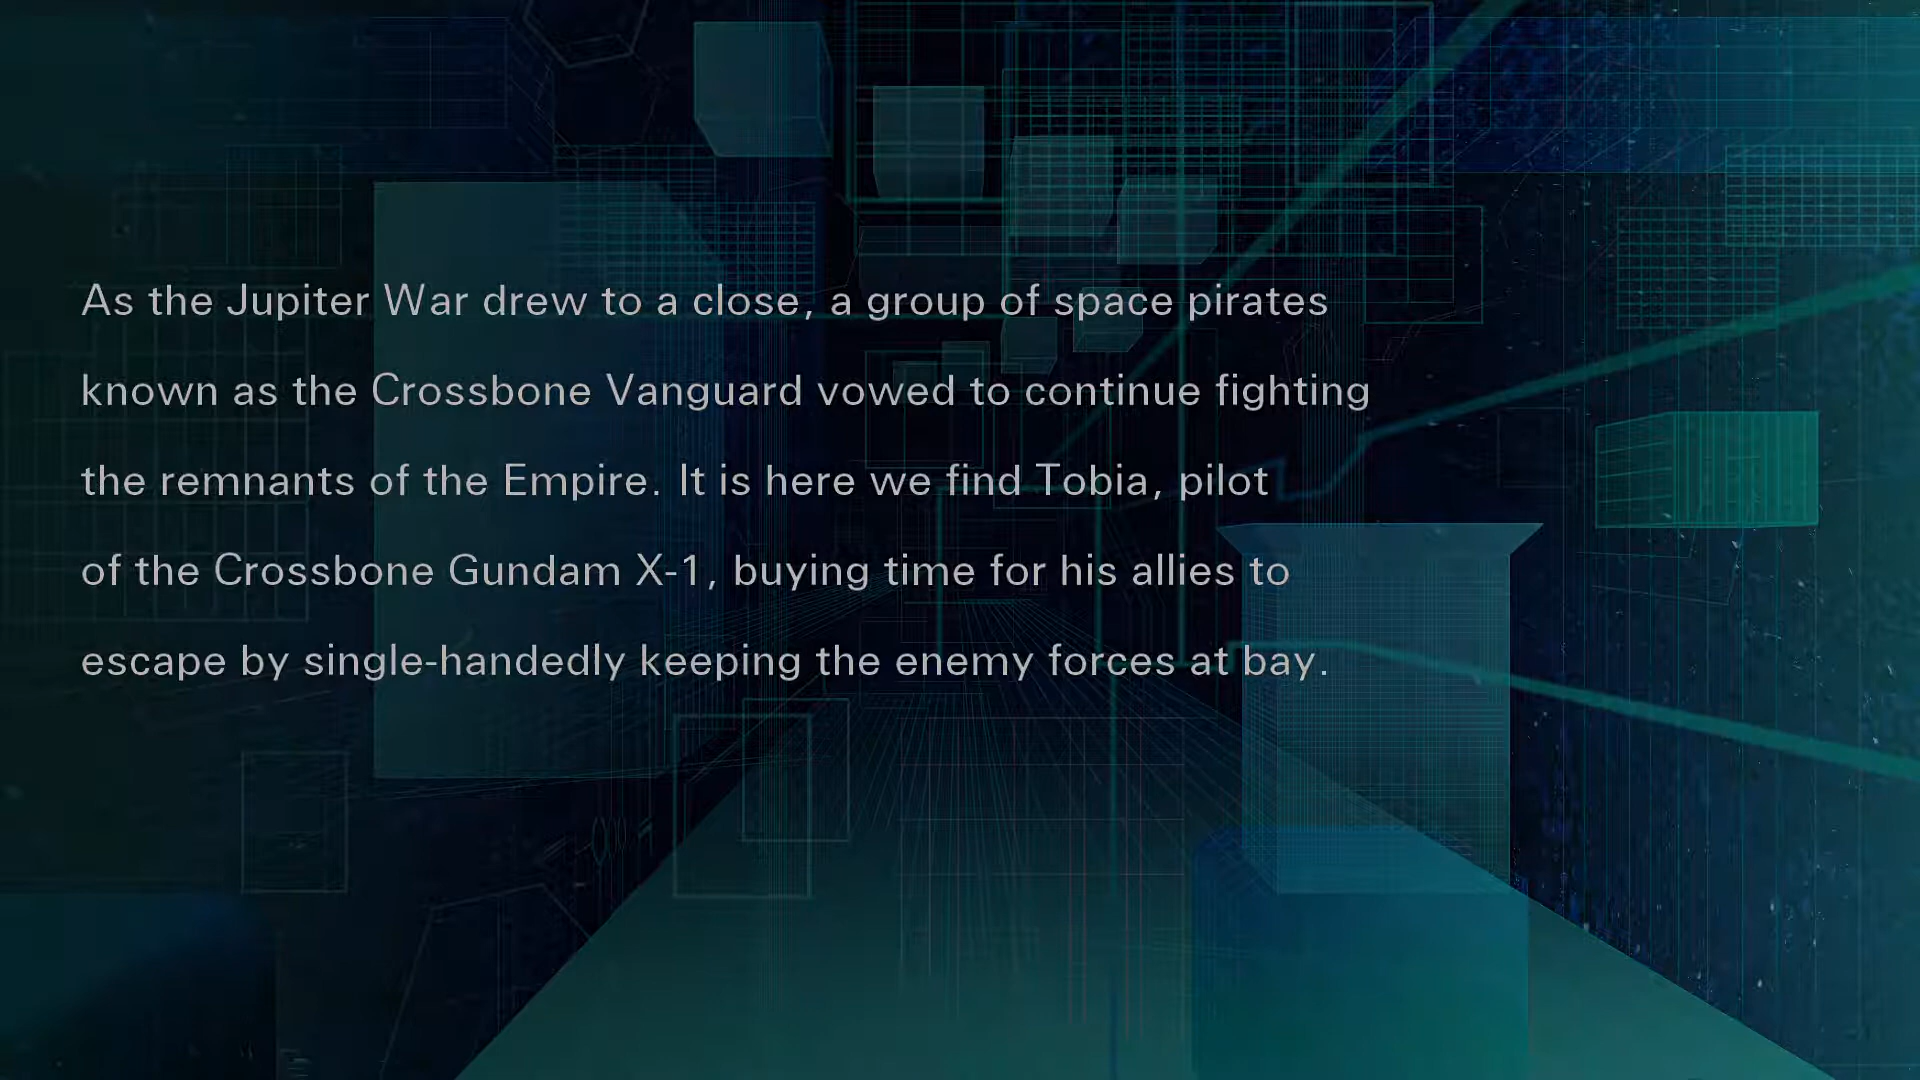 As the Jupiter War drew to a close, a group of space pirates
known as the Crossbone Vanguard vowed to continue fighting
the remnants of the Empire. It is here we find Tobia, pilot
of the Crossbone Gundam X-1, buying time for his allies to
escape by single-handedly keeping the enemy forces at bay.